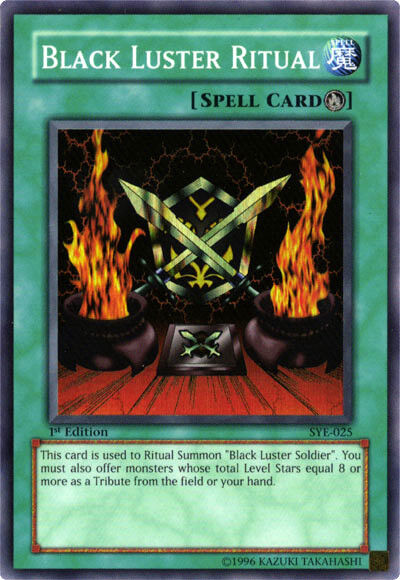 BLACK LUSTER RITUAL
SPELL
魔
[SPELL CARD]
1st Edition
SYE-025
This card is used to Ritual Summon "Black Luster Soldier". You
must also offer monsters whose total Level Stars equal 8 or
more as a Tribute from the field or your hand.
©1996 KAZUKI TAKAHASHI